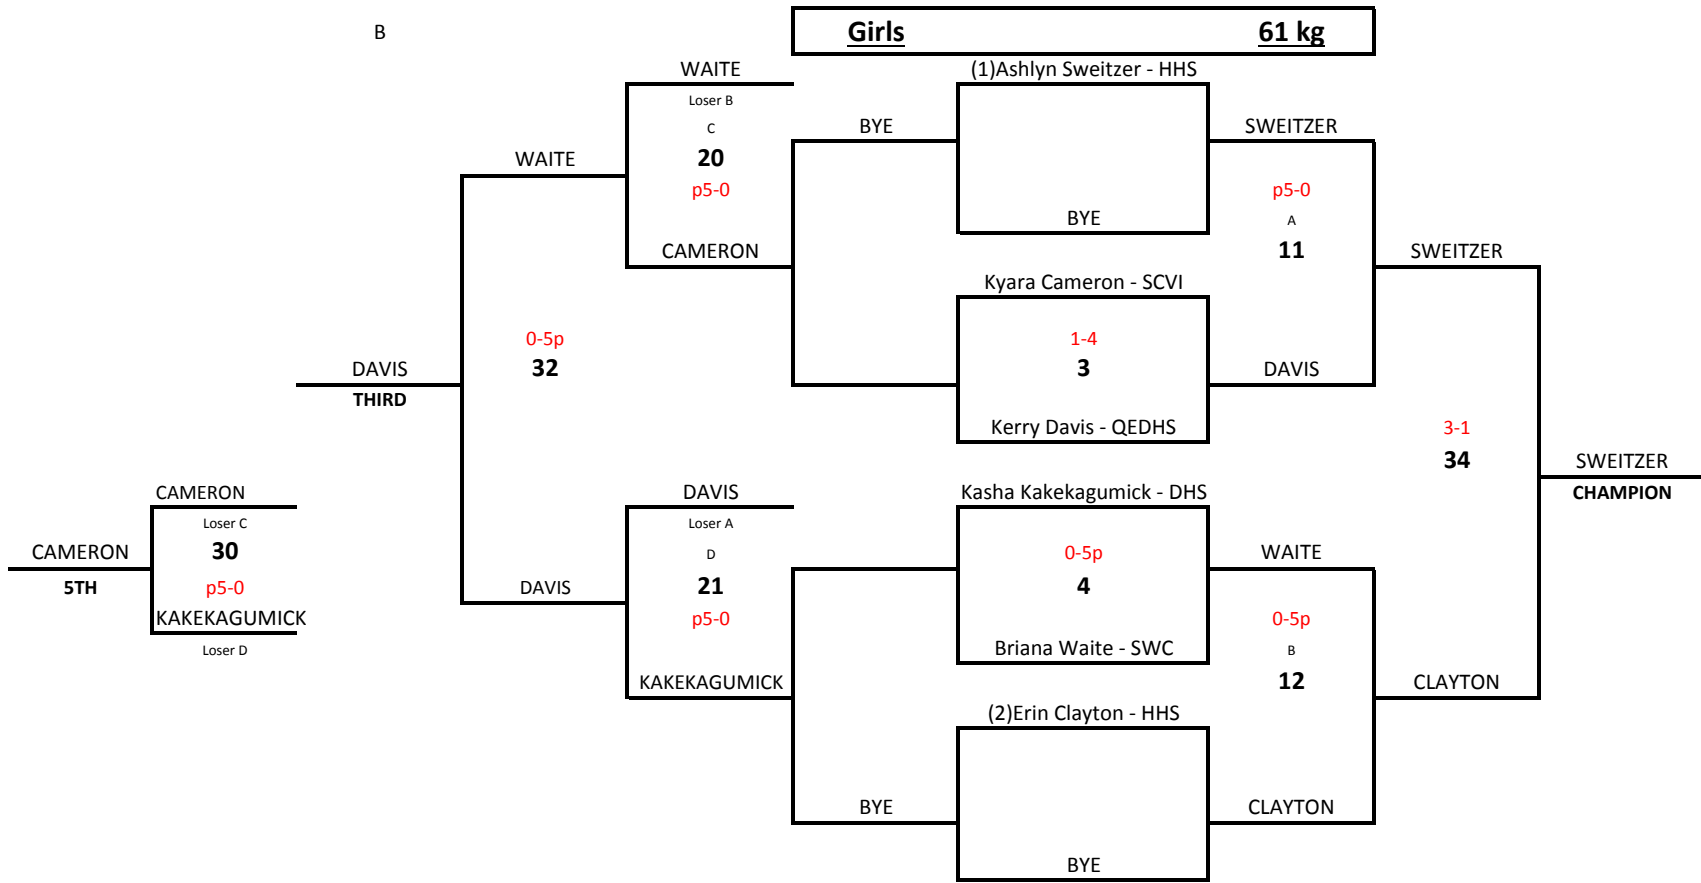 B
Girls 61 kg
WAITE
(1)Ashlyn Sweitzer - HHS
Loser B
C
BYE
SWEITZER
WAITE
20
p5-0
p5-0
BYE
A
CAMERON
11
SWEITZER
Kyara Cameron - SCVI
0-5p
1-4
DAVIS
32
3
DAVIS
THIRD
Kerry Davis - QEDHS
3-1
34
SWEITZER
CAMERON
DAVIS
Kasha Kakekagumick - DHS
CHAMPION
Loser C
Loser A
CAMERON
30
D
0-5p
WAITE
5TH
p5-0
DAVIS
21
4
KAKEKAGUMICK
p5-0
0-5p
Loser D
Briana Waite - SWC
B
KAKEKAGUMICK
12
CLAYTON
(2)Erin Clayton - HHS
BYE
CLAYTON
BYE